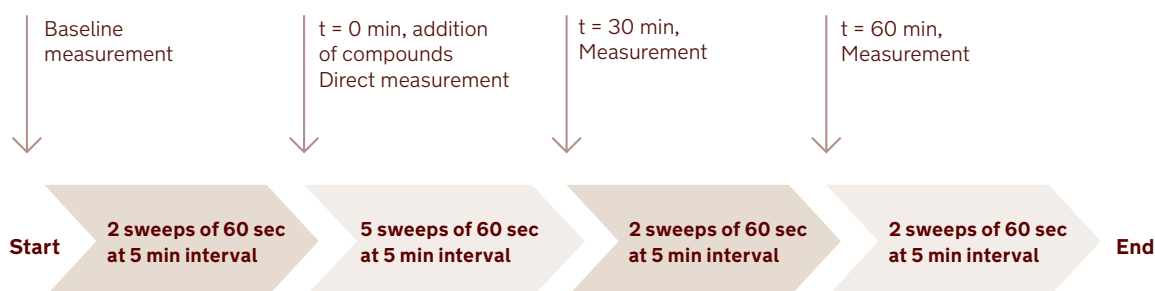 Baseline
measurement
t = 0 min, addition
of compounds
Direct measurement
t = 30 min,
Measurement
t = 60 min,
Measurement
Start
2 sweeps of 60 sec
at 5 min interval
5 sweeps of 60 sec
at 5 min interval
2 sweeps of 60 sec
at 5 min interval
2 sweeps of 60 sec
at 5 min interval
End